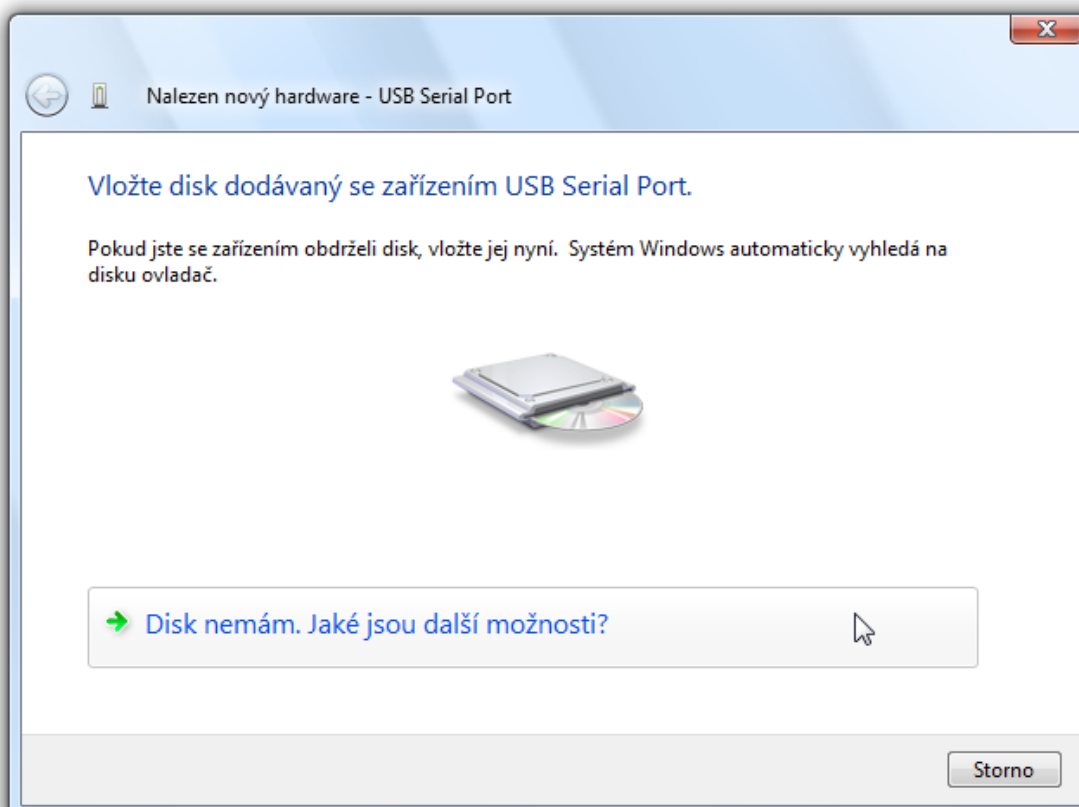 Nalezen nový hardware - USB Serial Port
Vložte disk dodávaný se zařízením USB Serial Port.
Pokud jste se zařízením obdrželi disk, vložte jej nyní.  Systém Windows automaticky vyhledá na
disku ovladač.
Disk nemám. Jaké jsou další možnosti?
Storno